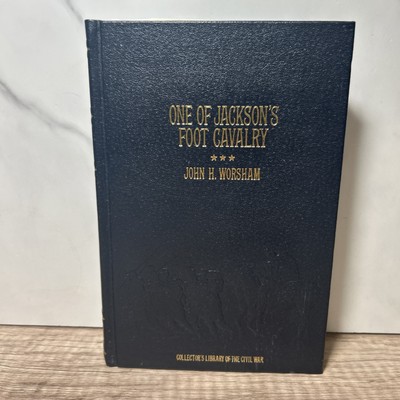 ONE OF JACKSON'S
FOOT CAVALRY
★★★
JOHN H. WORSHAM
COLLECTOR'S LIBRARY OF THE CIVIL WAR